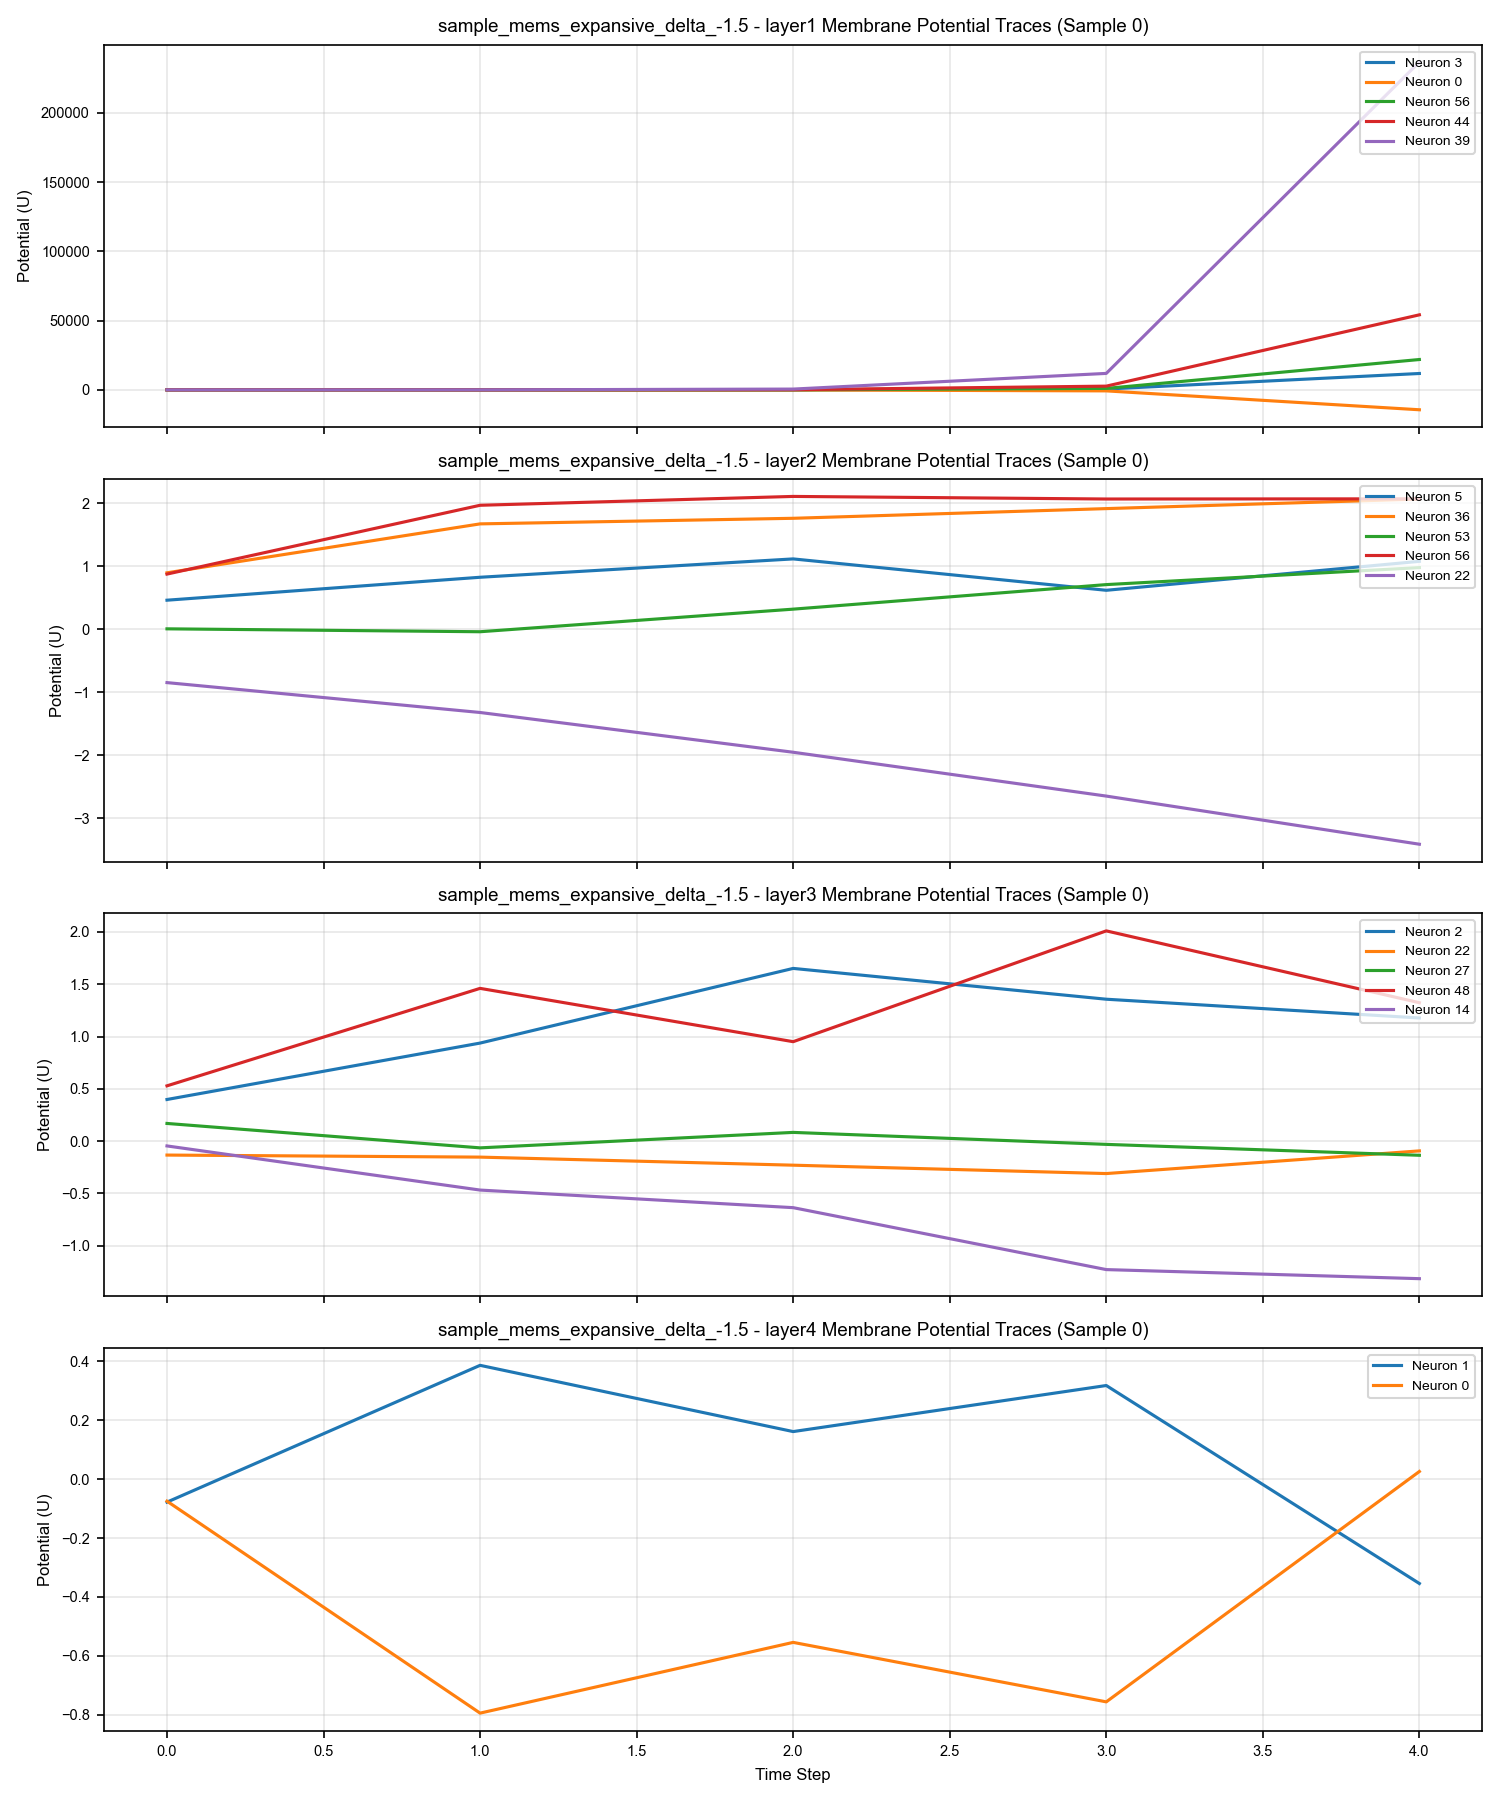 sample_mems_expansive_delta_-1.5 - layer1 Membrane Potential Traces (Sample 0)
Potential (U)
200000
150000
100000
50000
0
Neuron 3
Neuron 0
Neuron 56
Neuron 44
Neuron 39
sample_mems_expansive_delta_-1.5 - layer2 Membrane Potential Traces (Sample 0)
Potential (U)
2
1
0
−1
−2
−3
Neuron 5
Neuron 36
Neuron 53
Neuron 56
Neuron 22
sample_mems_expansive_delta_-1.5 - layer3 Membrane Potential Traces (Sample 0)
Potential (U)
2.0
1.5
1.0
0.5
0.0
−0.5
−1.0
Neuron 2
Neuron 22
Neuron 27
Neuron 48
Neuron 14
sample_mems_expansive_delta_-1.5 - layer4 Membrane Potential Traces (Sample 0)
Potential (U)
0.4
0.2
0.0
−0.2
−0.4
−0.6
−0.8
Neuron 1
Neuron 0
0.0 0.5 1.0 1.5 2.0 2.5 3.0 3.5 4.0
Time Step